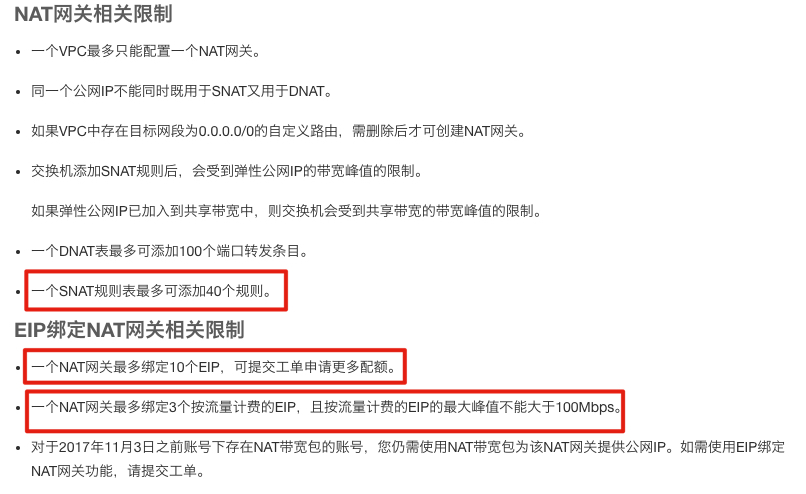 NAT网关相关限制
一个VPC最多只能配置一个NAT网关。
同一个公网IP不能同时既用于SNAT又用于DNAT。
如果VPC中存在目标网段为0.0.0.0/0的自定义路由，需删除后才可创建NAT网关。
交换机添加SNAT规则后，会受到弹性公网IP的带宽峰值的限制。
如果弹性公网IP已加入到共享带宽中，则交换机会受到共享带宽的带宽峰值的限制。
一个DNAT表最多可添加100个端口转发条目。
一个SNAT规则表最多可添加40个规则。
EIP绑定NAT网关相关限制
一个NAT网关最多绑定10个EIP，可提交工单申请更多配额。
一个NAT网关最多绑定3个按流量计费的EIP，且按流量计费的EIP的最大峰值不能大于100Mbps。
对于2017年11月3日之前账号下存在NAT带宽包的账号，您仍需使用NAT带宽包为该NAT网关提供公网IP。如需使用EIP绑定
NAT网关功能，请提交工单。